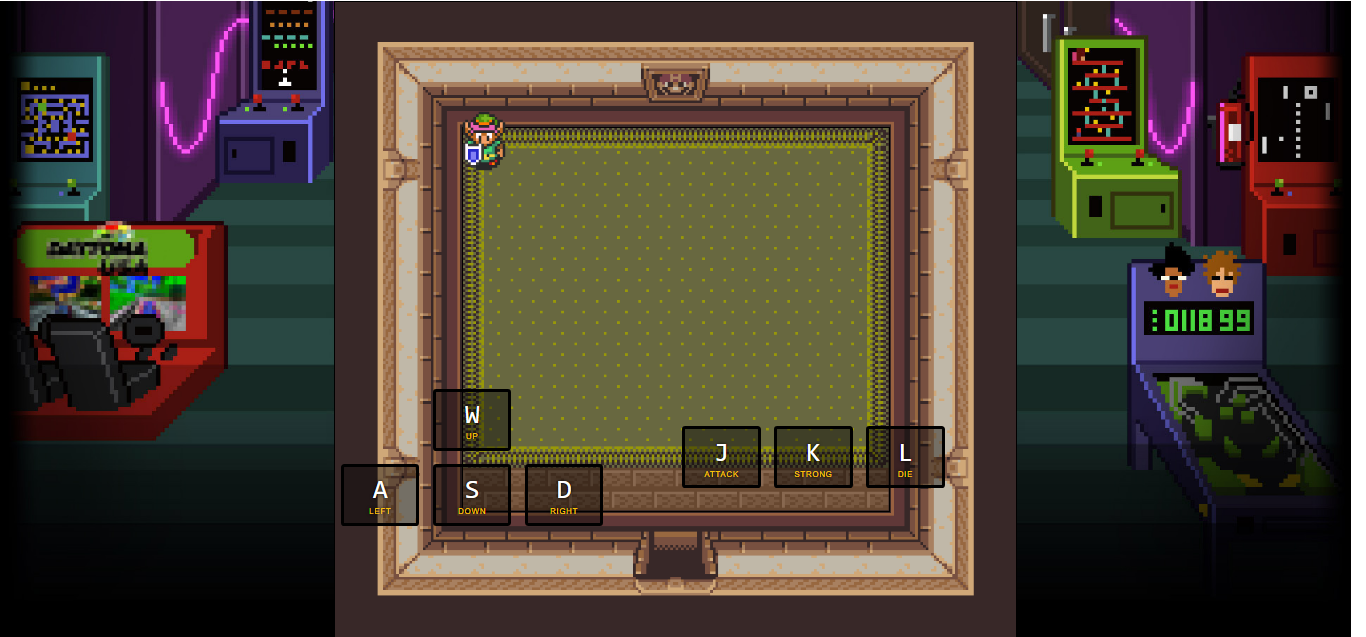 DAYTONA
USA
:011899
W
UP
A
LEFT
S
DOWN
D
RIGHT
J
ATTACK
K
STRONG
L
DIE